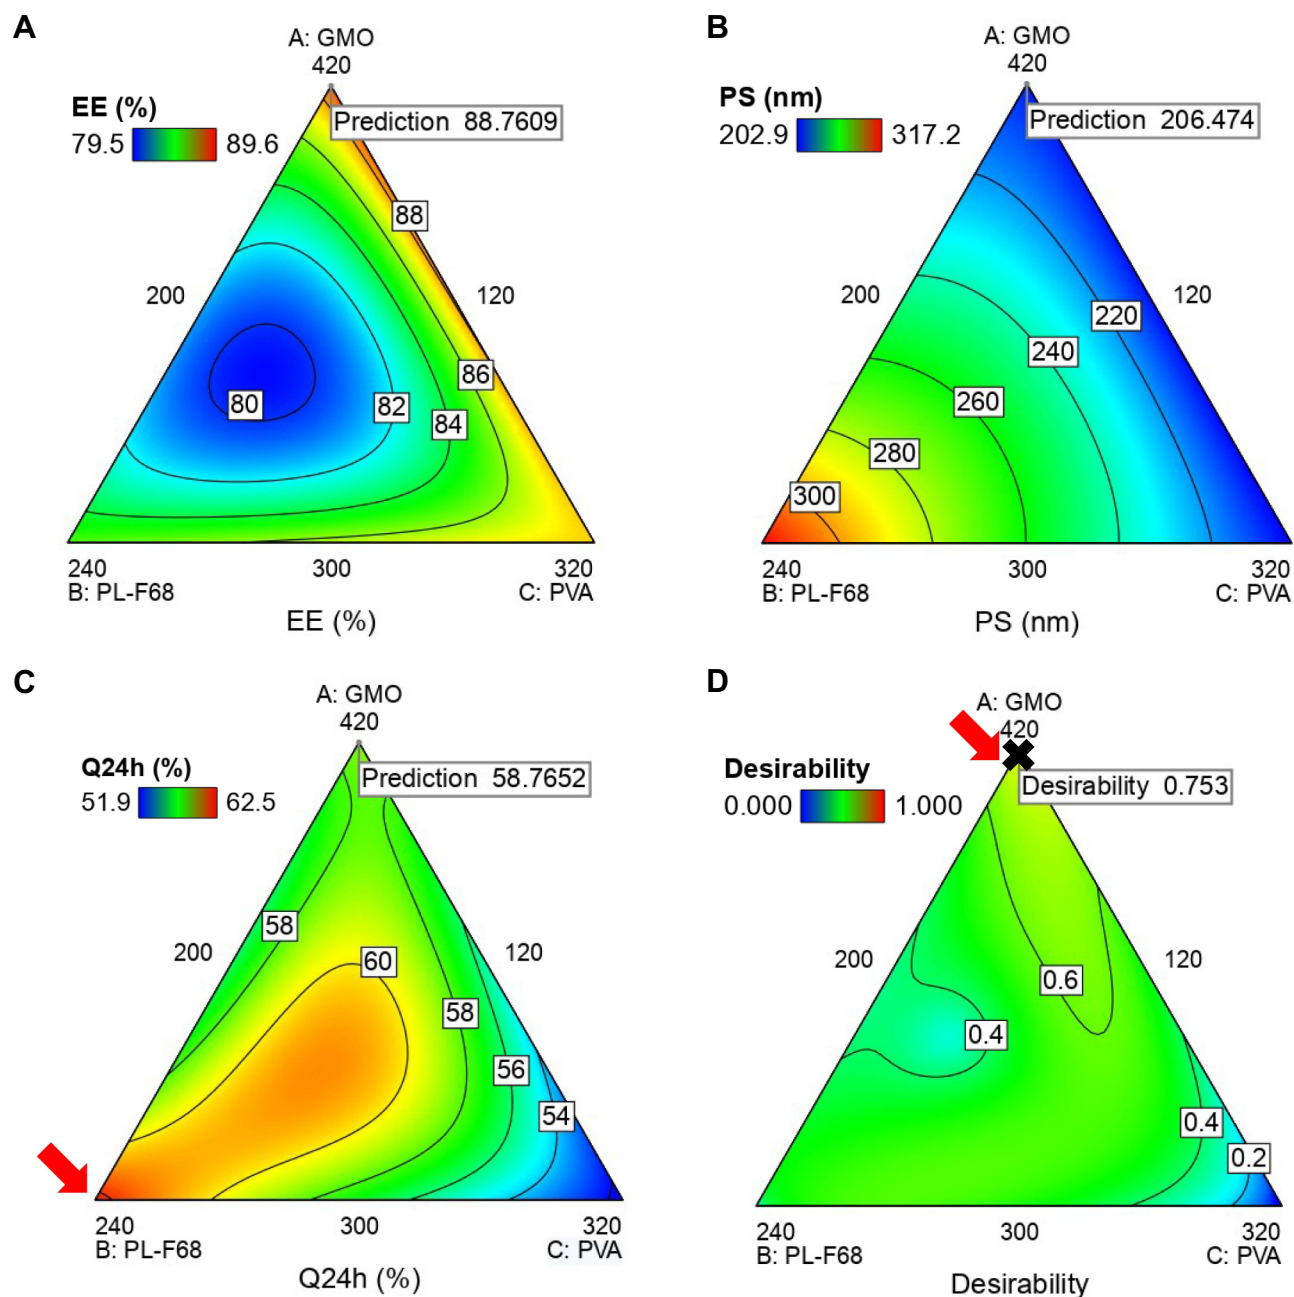 A
A: GMO
420
EE (%)
79.5 89.6
Prediction 88.7609
88
200
120
86
80
82
84
240 300 320
B: PL-F68 C: PVA
EE (%)
B
A: GMO
420
PS (nm)
202.9 317.2
Prediction 206.474
200
120
220
240
260
280
300
240 300 320
B: PL-F68 C: PVA
PS (nm)
C
A: GMO
420
Q24h (%)
51.9 62.5
Prediction 58.7652
58
200
120
60
58
56
54
240 300 320
B: PL-F68 C: PVA
Q24h (%)
D
A: GMO
420
Desirability
0.000 1.000
Desirability 0.753
200
120
0.6
0.4
0.4
0.2
240 300 320
B: PL-F68 C: PVA
Desirability